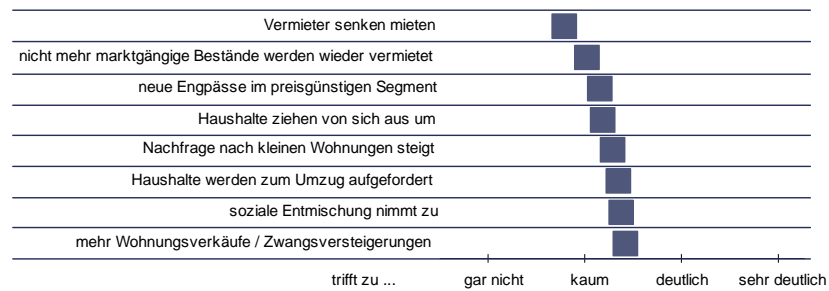 Vermieter senken mieten
nicht mehr marktgängige Bestände werden wieder vermietet
neue Engpässe im preisgünstigen Segment
Haushalte ziehen von sich aus um
Nachfrage nach kleinen Wohnungen steigt
Haushalte werden zum Umzug aufgefordert
soziale Entmischung nimmt zu
mehr Wohnungsverkäufe / Zwangsversteigerungen
trifft zu ... gar nicht kaum deutlich sehr deutlich